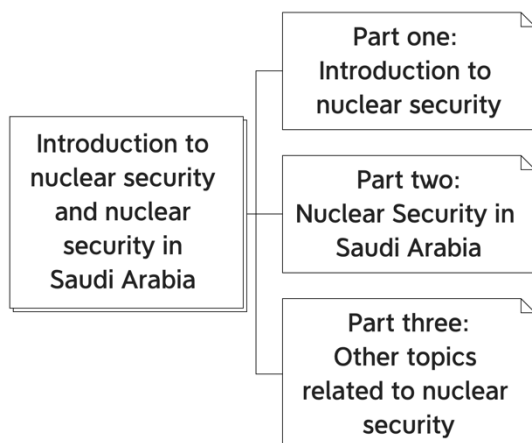 Introduction to
nuclear security
and nuclear
security in
Saudi Arabia
Part one:
Introduction to
nuclear security
Part two:
Nuclear Security in
Saudi Arabia
Part three:
Other topics
related to nuclear
security